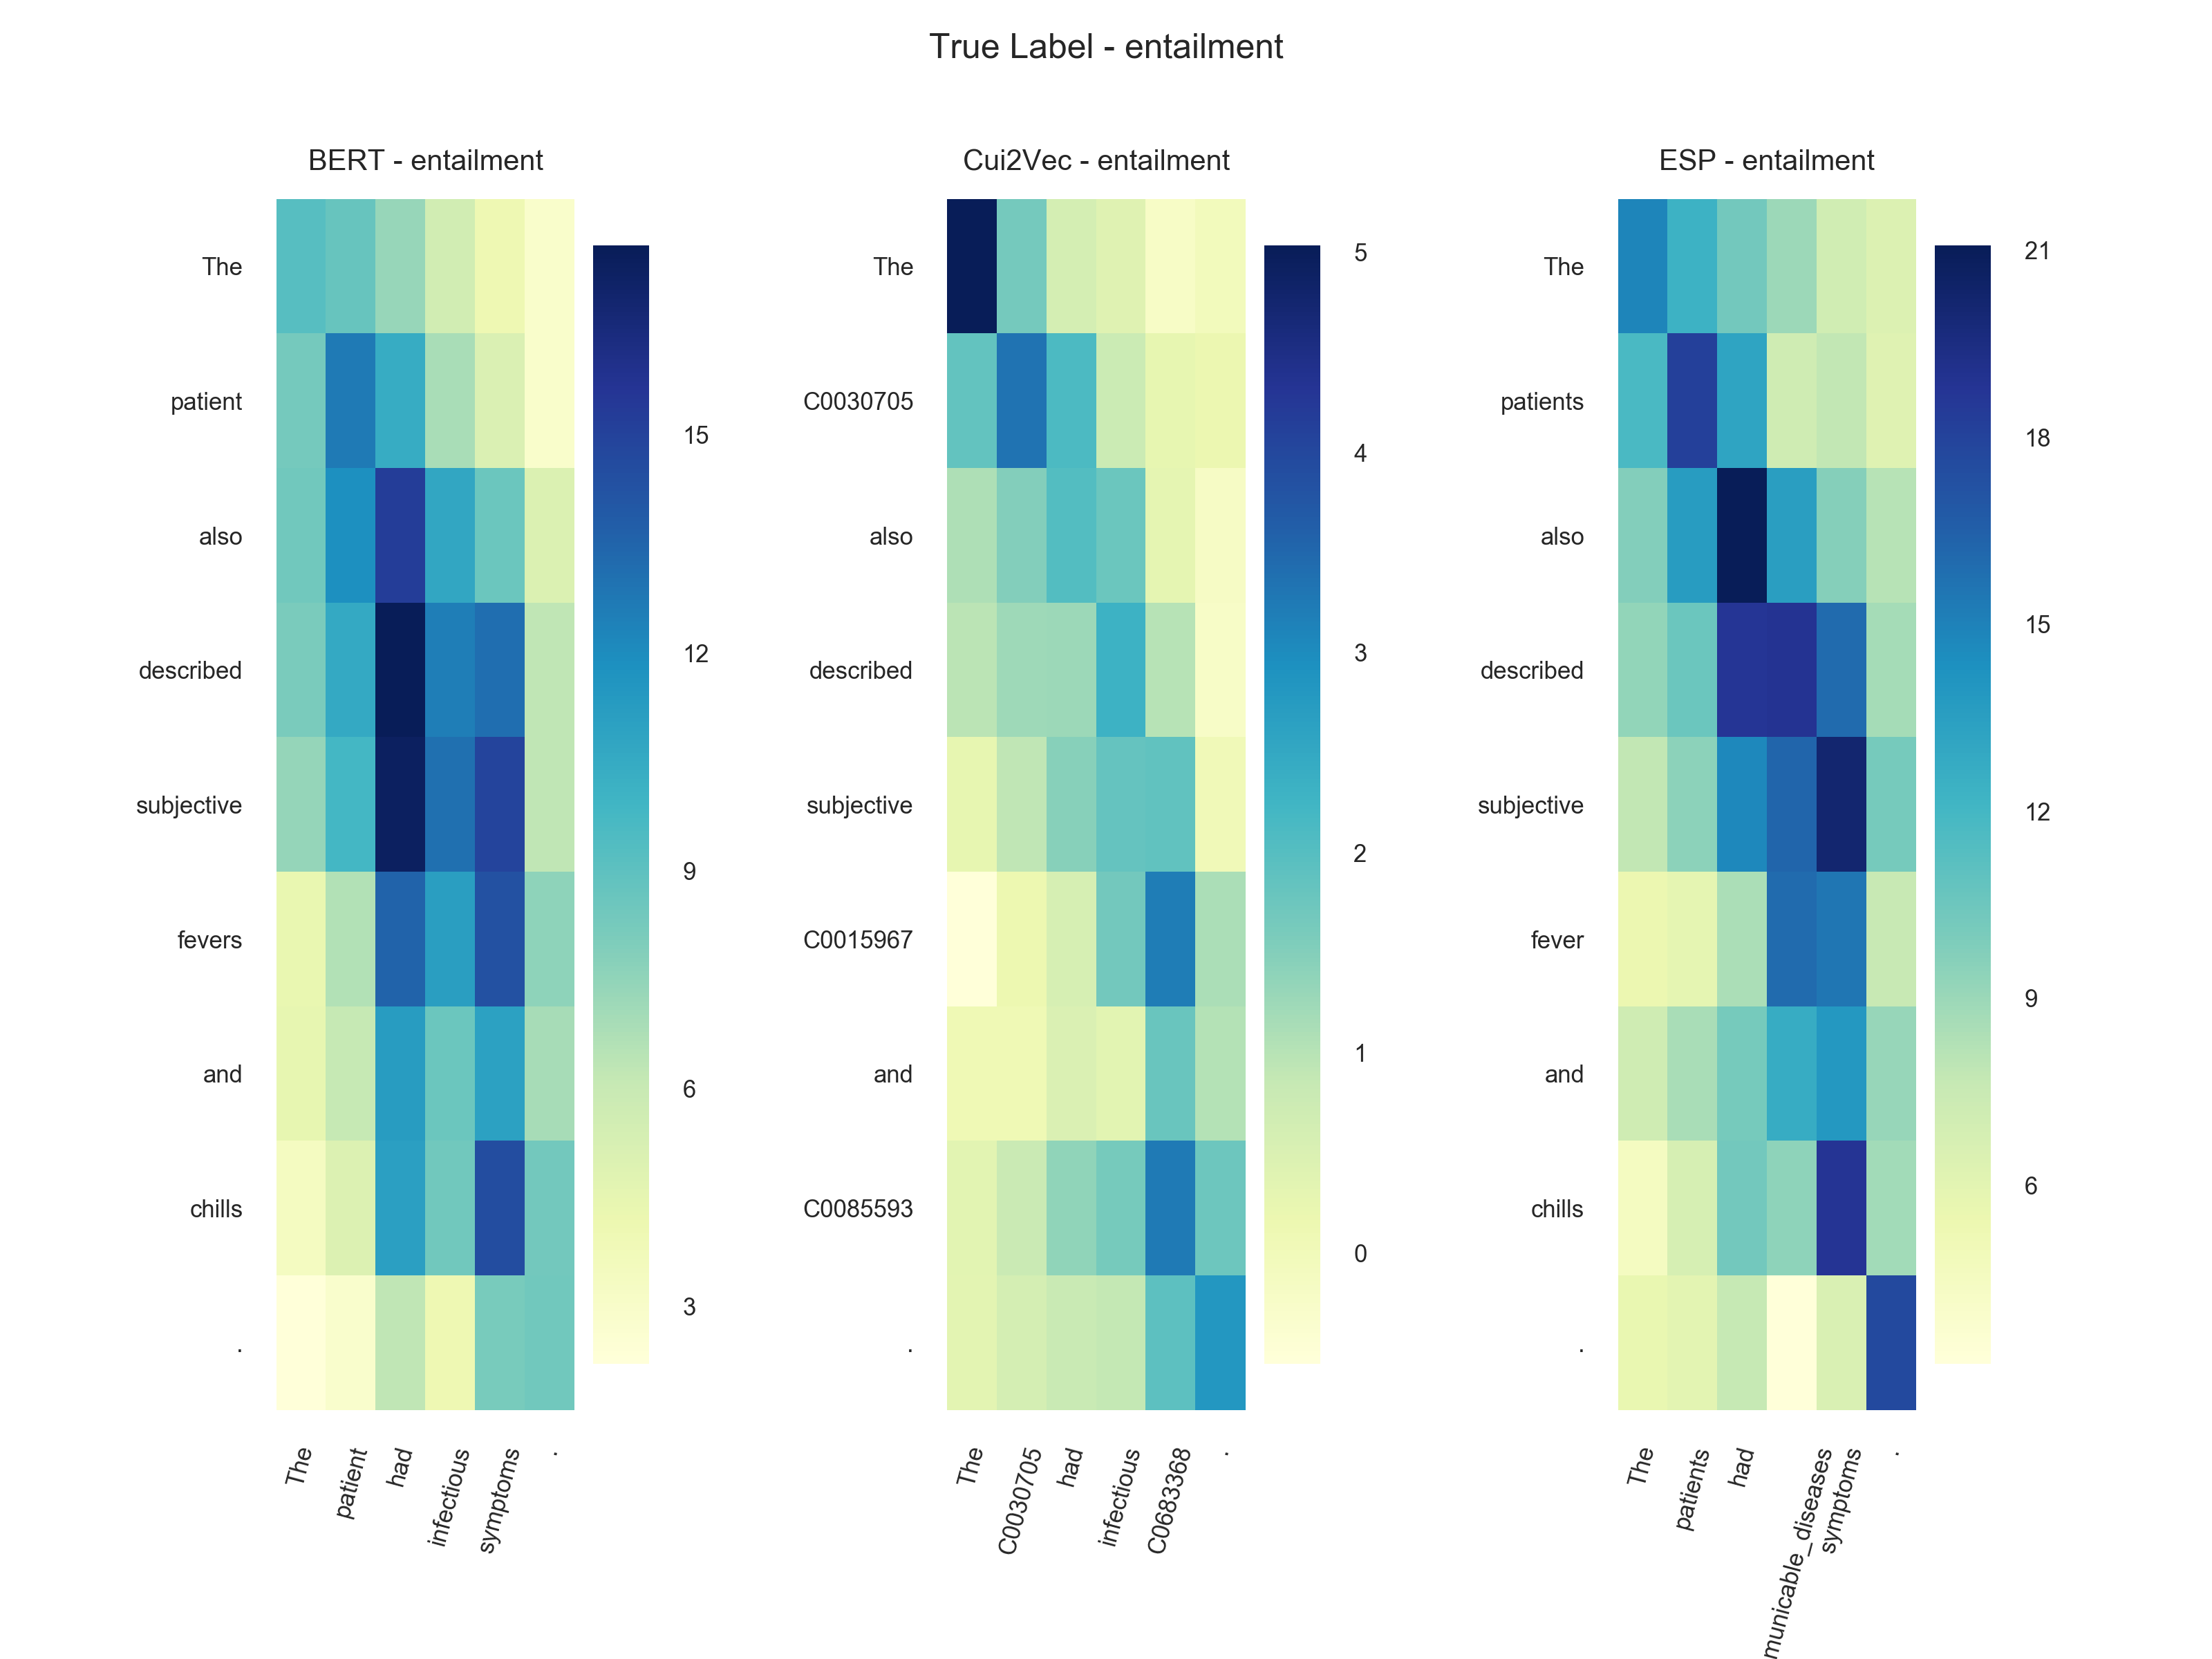 True Label - entailment
BERT - entailment
The
patient
also
described
subjective
fevers
and
chills
.
15
12
9
6
3
The
patient
had
infectious
symptoms
.
Cui2Vec - entailment
The
C0030705
also
described
subjective
C0015967
and
C0085593
.
5
4
3
2
1
0
The
C0030705
had
infectious
C0683368
.
ESP - entailment
The
patients
also
described
subjective
fever
and
chills
.
21
18
15
12
9
6
The
patients
had
municable_diseases
symptoms
.